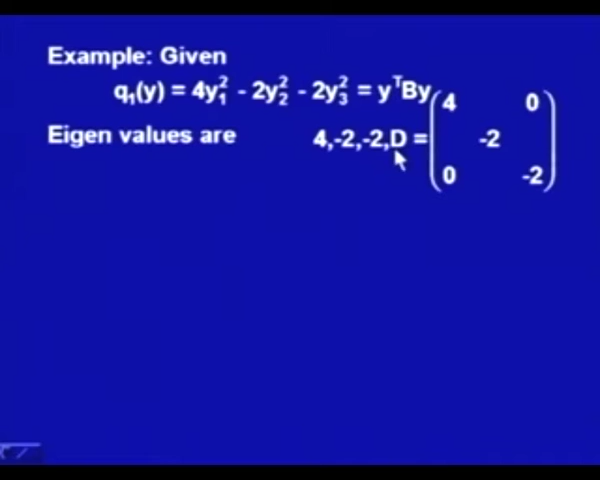 Example: Given
q₁(y) = 4y₁² - 2y₂² - 2y₃² = yᵀBy
Eigen values are 4,-2,-2,D = (4 0
-2
0 -2)